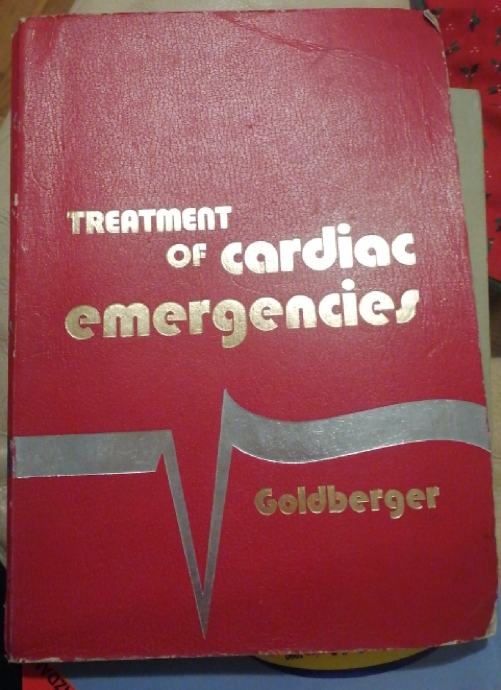 TREATMENT
OF cardiac
emergencies
Goldberger